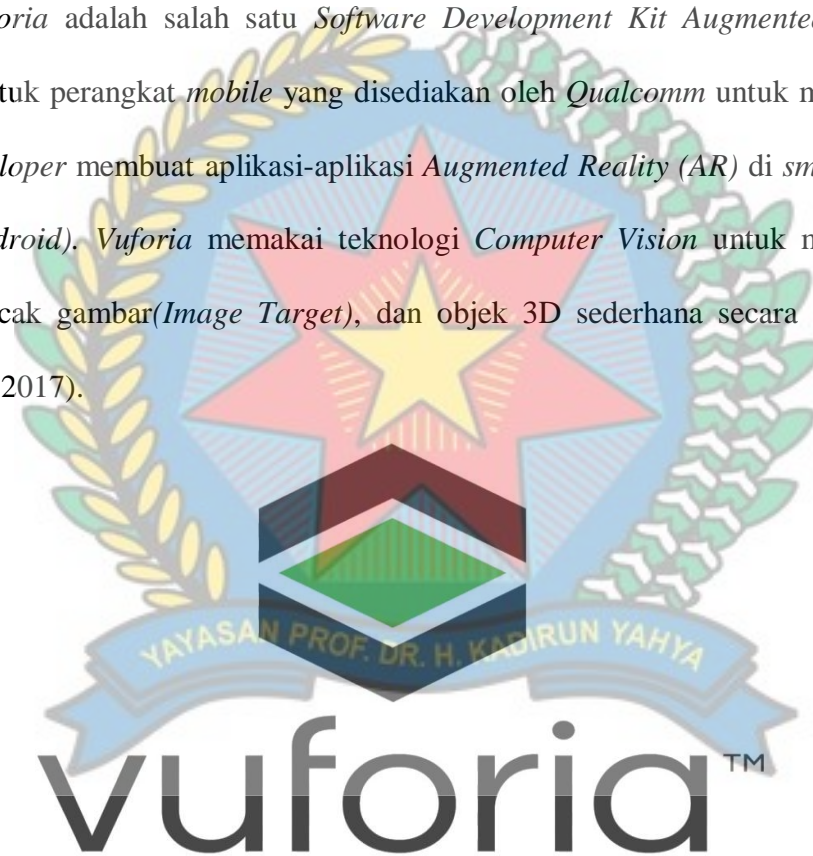 oria adalah salah satu Software Development Kit Augmented
tuk perangkat mobile yang disediakan oleh Qualcomm untuk m
loper membuat aplikasi-aplikasi Augmented Reality (AR) di sm
droid). Vuforia memakai teknologi Computer Vision untuk m
cak gambar(Image Target), dan objek 3D sederhana secara
2017).
YAYASAN PROF. DR. H. KADIRUN YAHYA
vuforia™